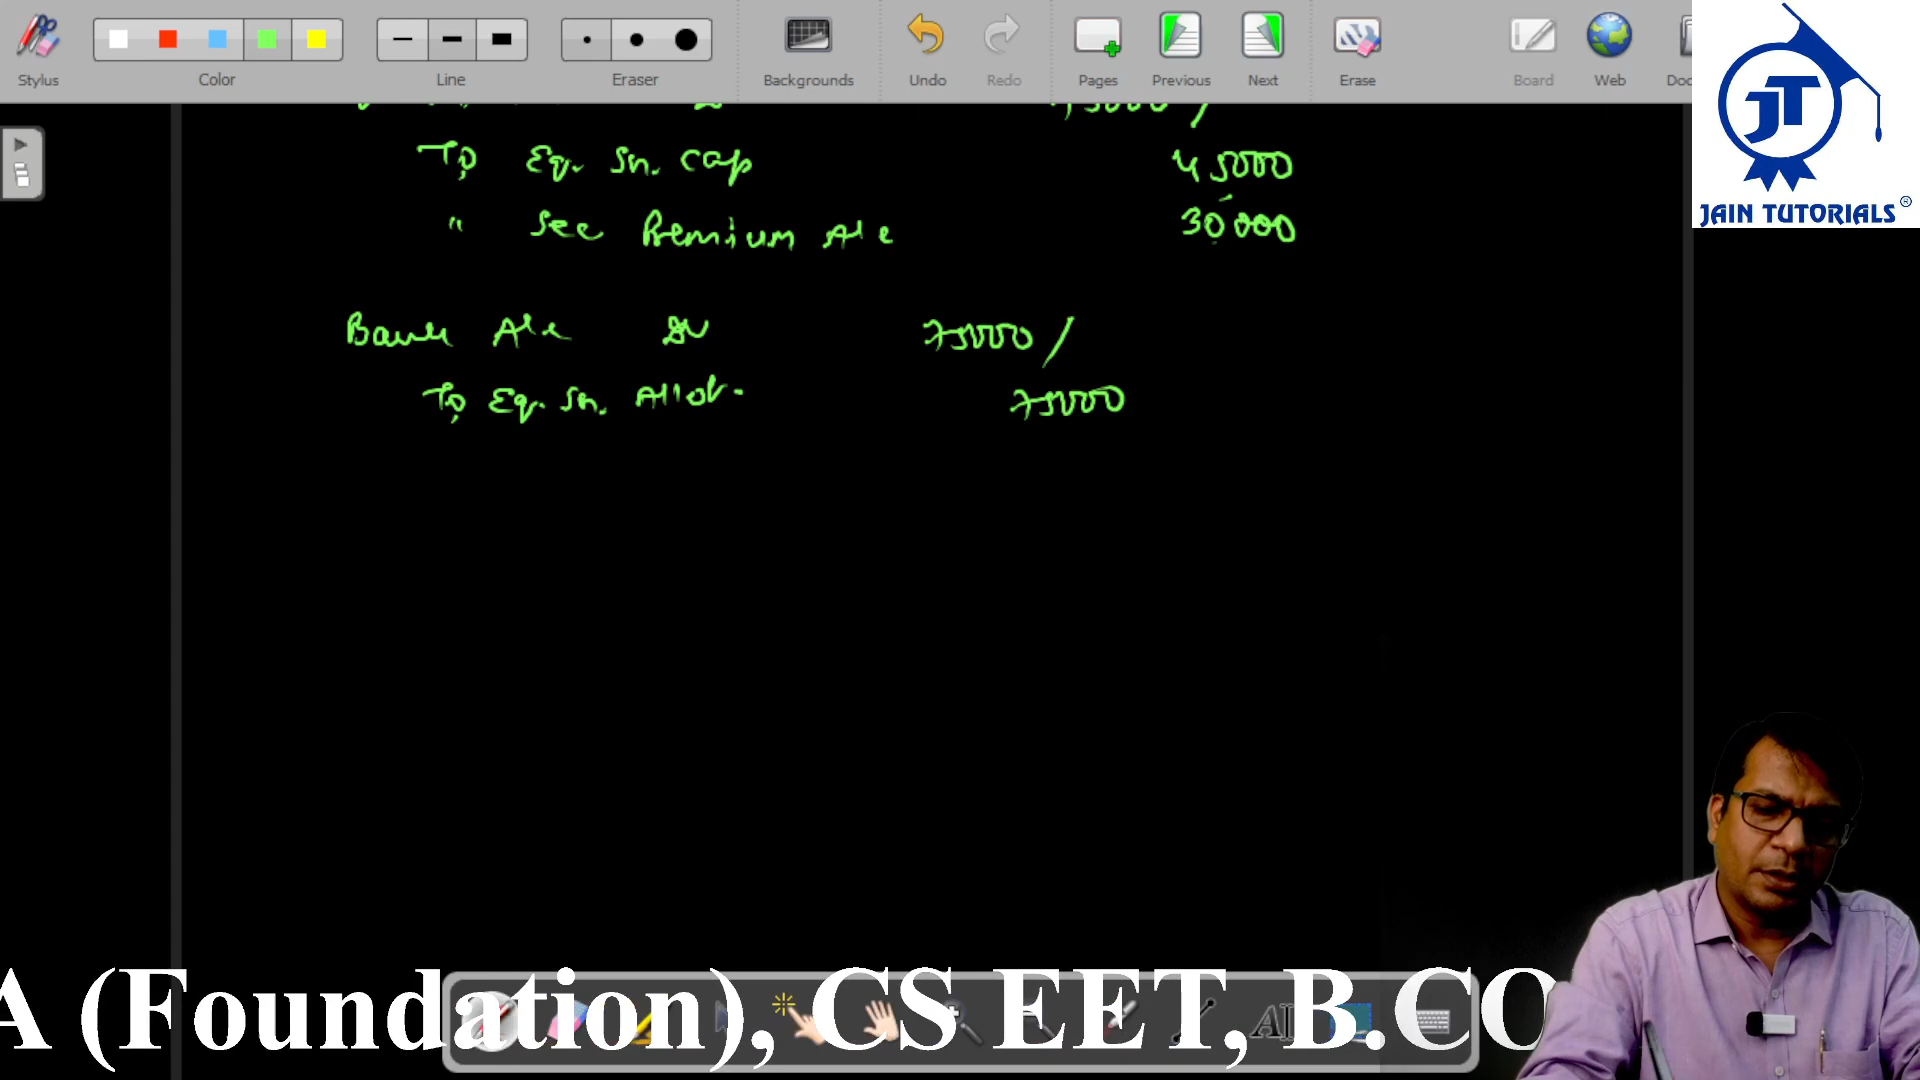 Stylus
Color
Line
Eraser
Backgrounds
Undo
Redo
Pages
Previous
Next
Erase
Board
Web
JT
JAIN TUTORIALS®
To Eq. Sh. Cap 45000
" Sec Premium A/c 30000
Bank A/c Dr 75000/
To Eq. Sh. Allot. 75000
A (Foundation), CS EET, B.CO